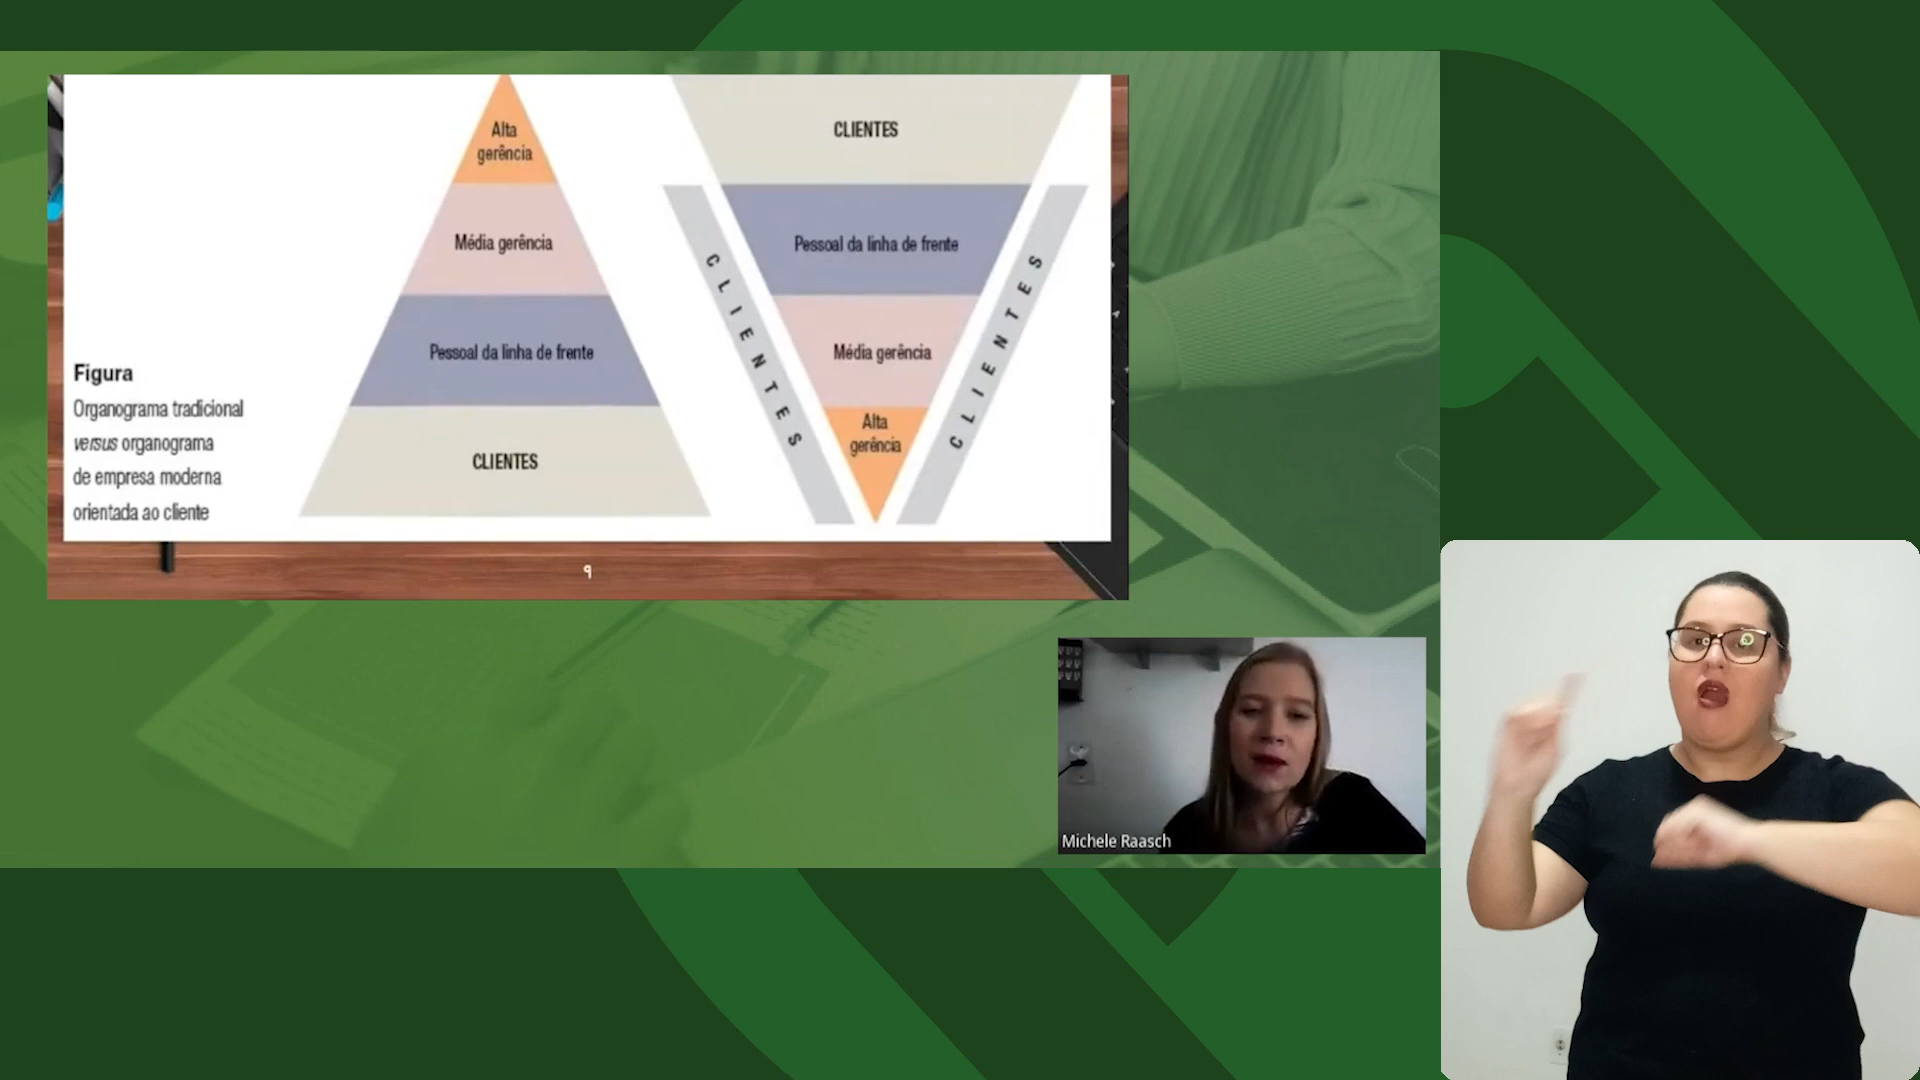 Alta
gerência
Média gerência
Pessoal da linha de frente
CLIENTES
CLIENTES
Pessoal da linha de frente
Média gerência
Alta
gerência
CLIENTES
CLIENTES
Figura
Organograma tradicional
versus organograma
de empresa moderna
orientada ao cliente
9
Michele Raasch